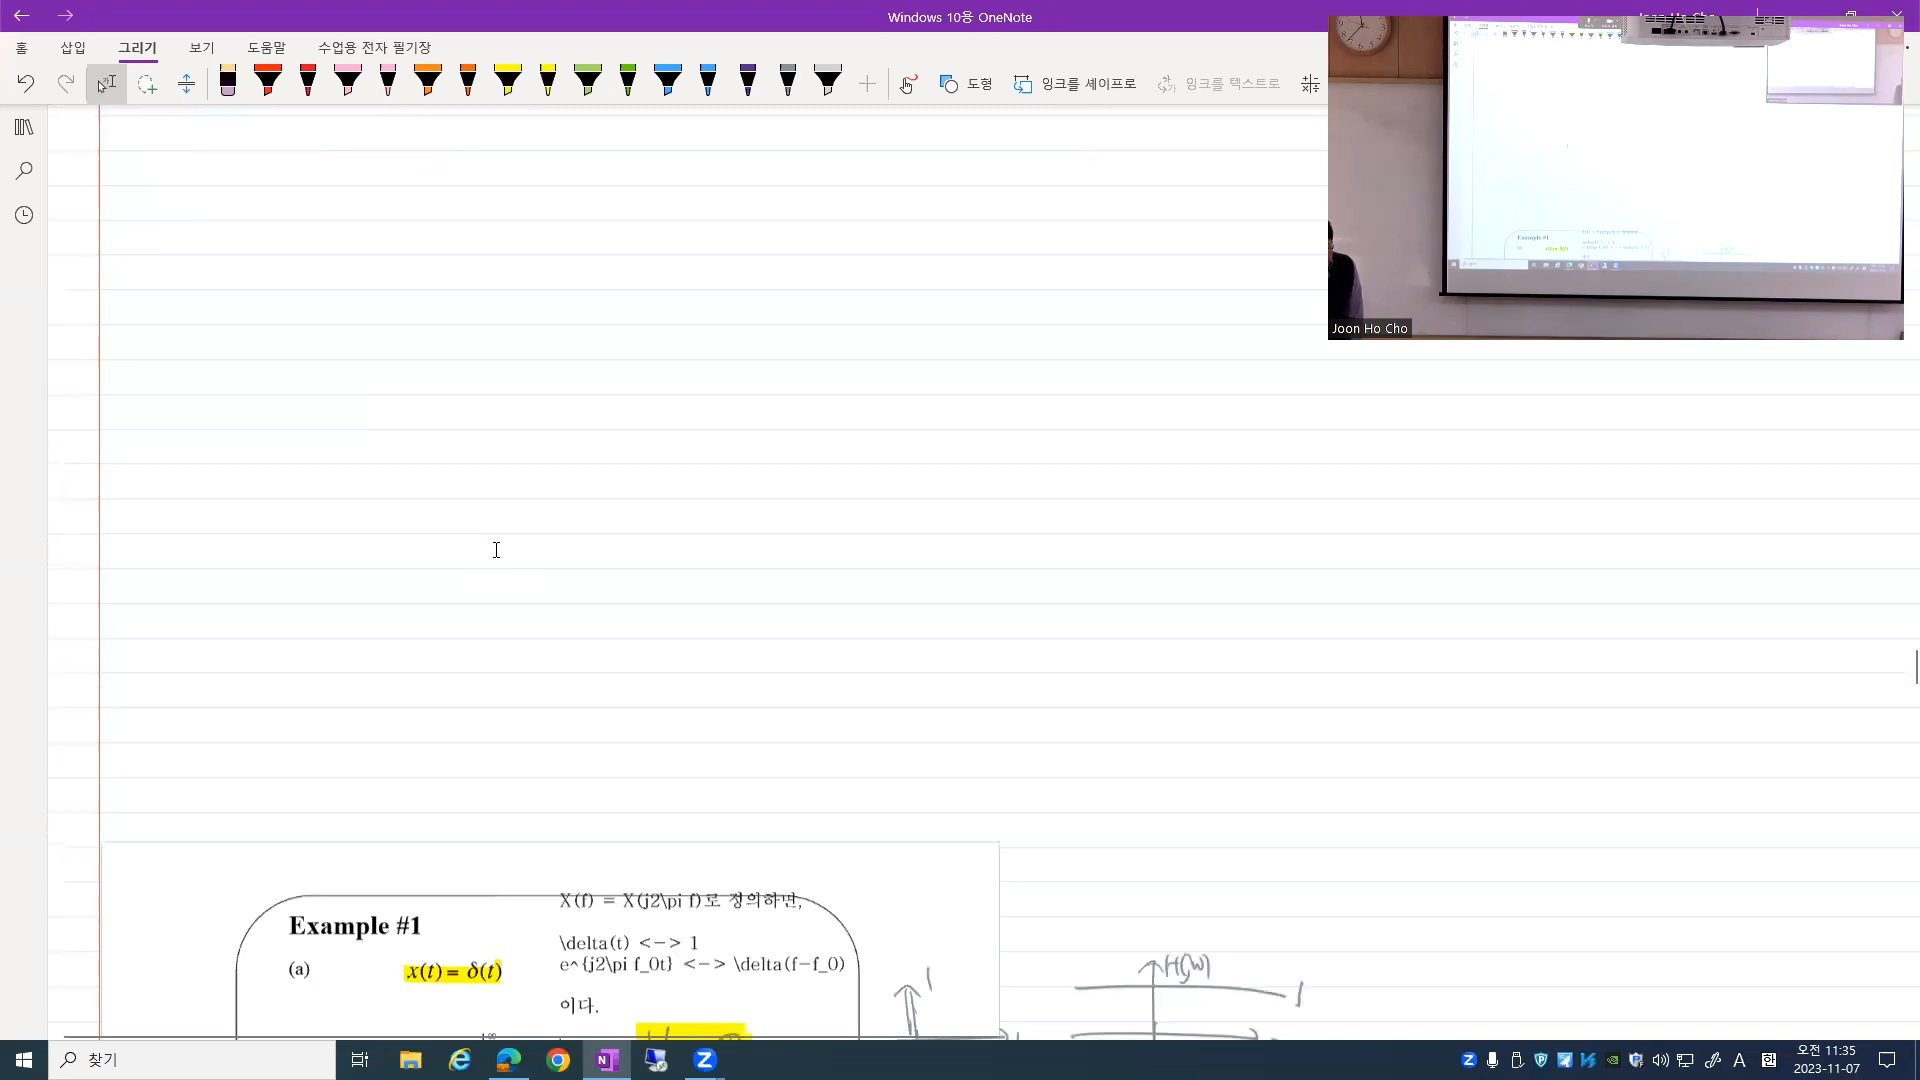 Windows 10용 OneNote
홈 삽입 그리기 보기 도움말 수업용 전자 필기장
도형 잉크를 셰이프로 잉크를 텍스트로
Joon Ho Cho
Example #1
X(f) = X(j2\pi f)로 정의하면,
\delta(t) <-> 1
(a) x(t) = δ(t)
e^{j2\pi f_0t} <-> \delta(f-f_0)
이다.
1
H(jw)
1
찾기
오전 11:35
2023-11-07